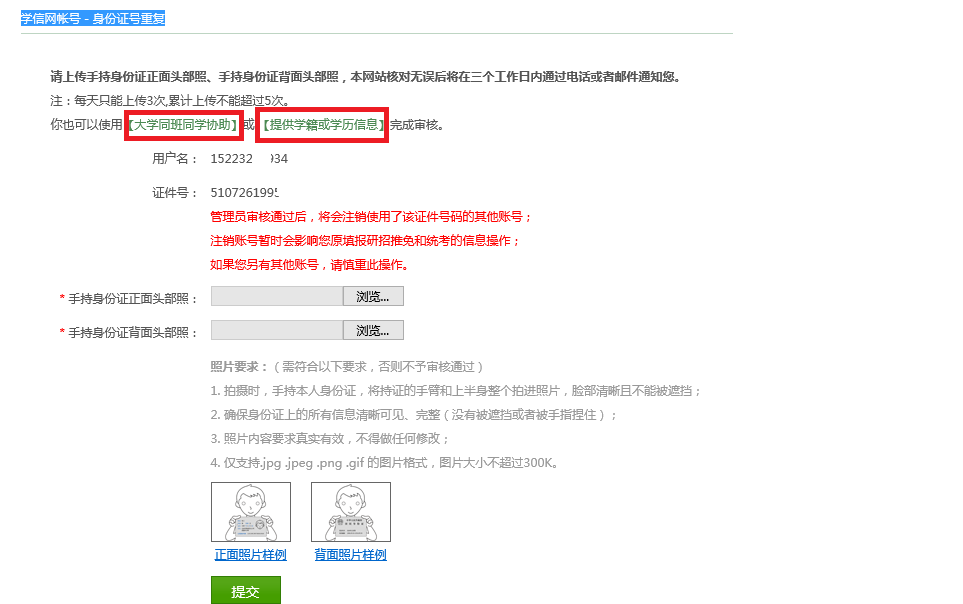 学信网帐号 - 身份证号重复
请上传手持身份证正面头部照、手持身份证背面头部照，本网站核对无误后将在三个工作日内通过电话或者邮件通知您。
注：每天只能上传3次,累计上传不能超过5次。
你也可以使用【大学同班同学协助】或【提供学籍或学历信息】完成审核。
用户名： 152232 34
证件号： 510726199
管理员审核通过后，将会注销使用了该证件号码的其他账号；
注销账号暂时会影响您原填报研招推免和统考的信息操作；
如果您另有其他账号，请慎重此操作。
* 手持身份证正面头部照： 浏览...
* 手持身份证背面头部照： 浏览...
照片要求：（需符合以下要求，否则不予审核通过）
1. 拍摄时，手持本人身份证，将持证的手臂和上半身整个拍进照片，脸部清晰且不能被遮挡；
2. 确保身份证上的所有信息清晰可见、完整（没有被遮挡或者被手指捏住）；
3. 照片内容要求真实有效，不得做任何修改；
4. 仅支持.jpg .jpeg .png .gif 的图片格式，图片大小不超过300K。
正面照片样例 背面照片样例
提交